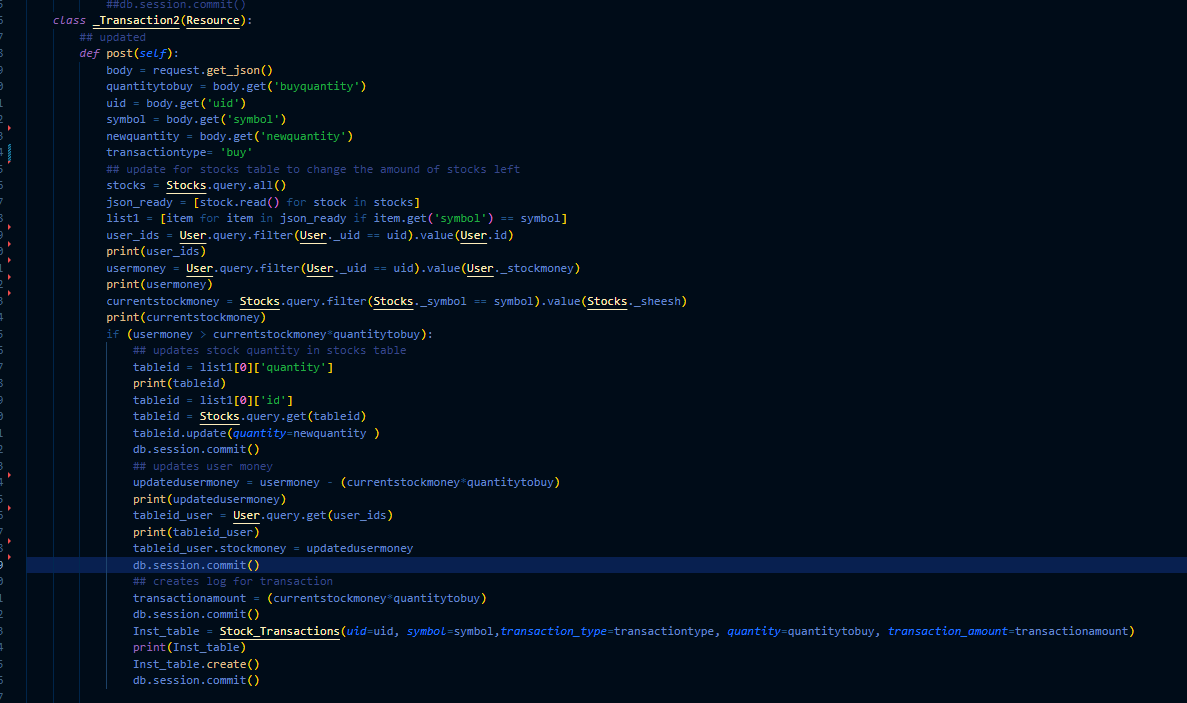 ##db.session.commit()
class _Transaction2(Resource):
    ## updated
    def post(self):
        body = request.get_json()
        quantitytobuy = body.get('buyquantity')
        uid = body.get('uid')
        symbol = body.get('symbol')
        newquantity = body.get('newquantity')
        transactiontype= 'buy'
        ## update for stocks table to change the amound of stocks left
        stocks = Stocks.query.all()
        json_ready = [stock.read() for stock in stocks]
        list1 = [item for item in json_ready if item.get('symbol') == symbol]
        user_ids = User.query.filter(User._uid == uid).value(User.id)
        print(user_ids)
        usermoney = User.query.filter(User._uid == uid).value(User._stockmoney)
        print(usermoney)
        currentstockmoney = Stocks.query.filter(Stocks._symbol == symbol).value(Stocks._sheesh)
        print(currentstockmoney)
        if (usermoney > currentstockmoney*quantitytobuy):
            ## updates stock quantity in stocks table
            tableid = list1[0]['quantity']
            print(tableid)
            tableid = list1[0]['id']
            tableid = Stocks.query.get(tableid)
            tableid.update(quantity=newquantity )
            db.session.commit()
            ## updates user money
            updatedusermoney = usermoney - (currentstockmoney*quantitytobuy)
            print(updatedusermoney)
            tableid_user = User.query.get(user_ids)
            print(tableid_user)
            tableid_user.stockmoney = updatedusermoney
            db.session.commit()
            ## creates log for transaction
            transactionamount = (currentstockmoney*quantitytobuy)
            db.session.commit()
            Inst_table = Stock_Transactions(uid=uid, symbol=symbol,transaction_type=transactiontype, quantity=quantitytobuy, transaction_amount=transactionamount)
            print(Inst_table)
            Inst_table.create()
            db.session.commit()